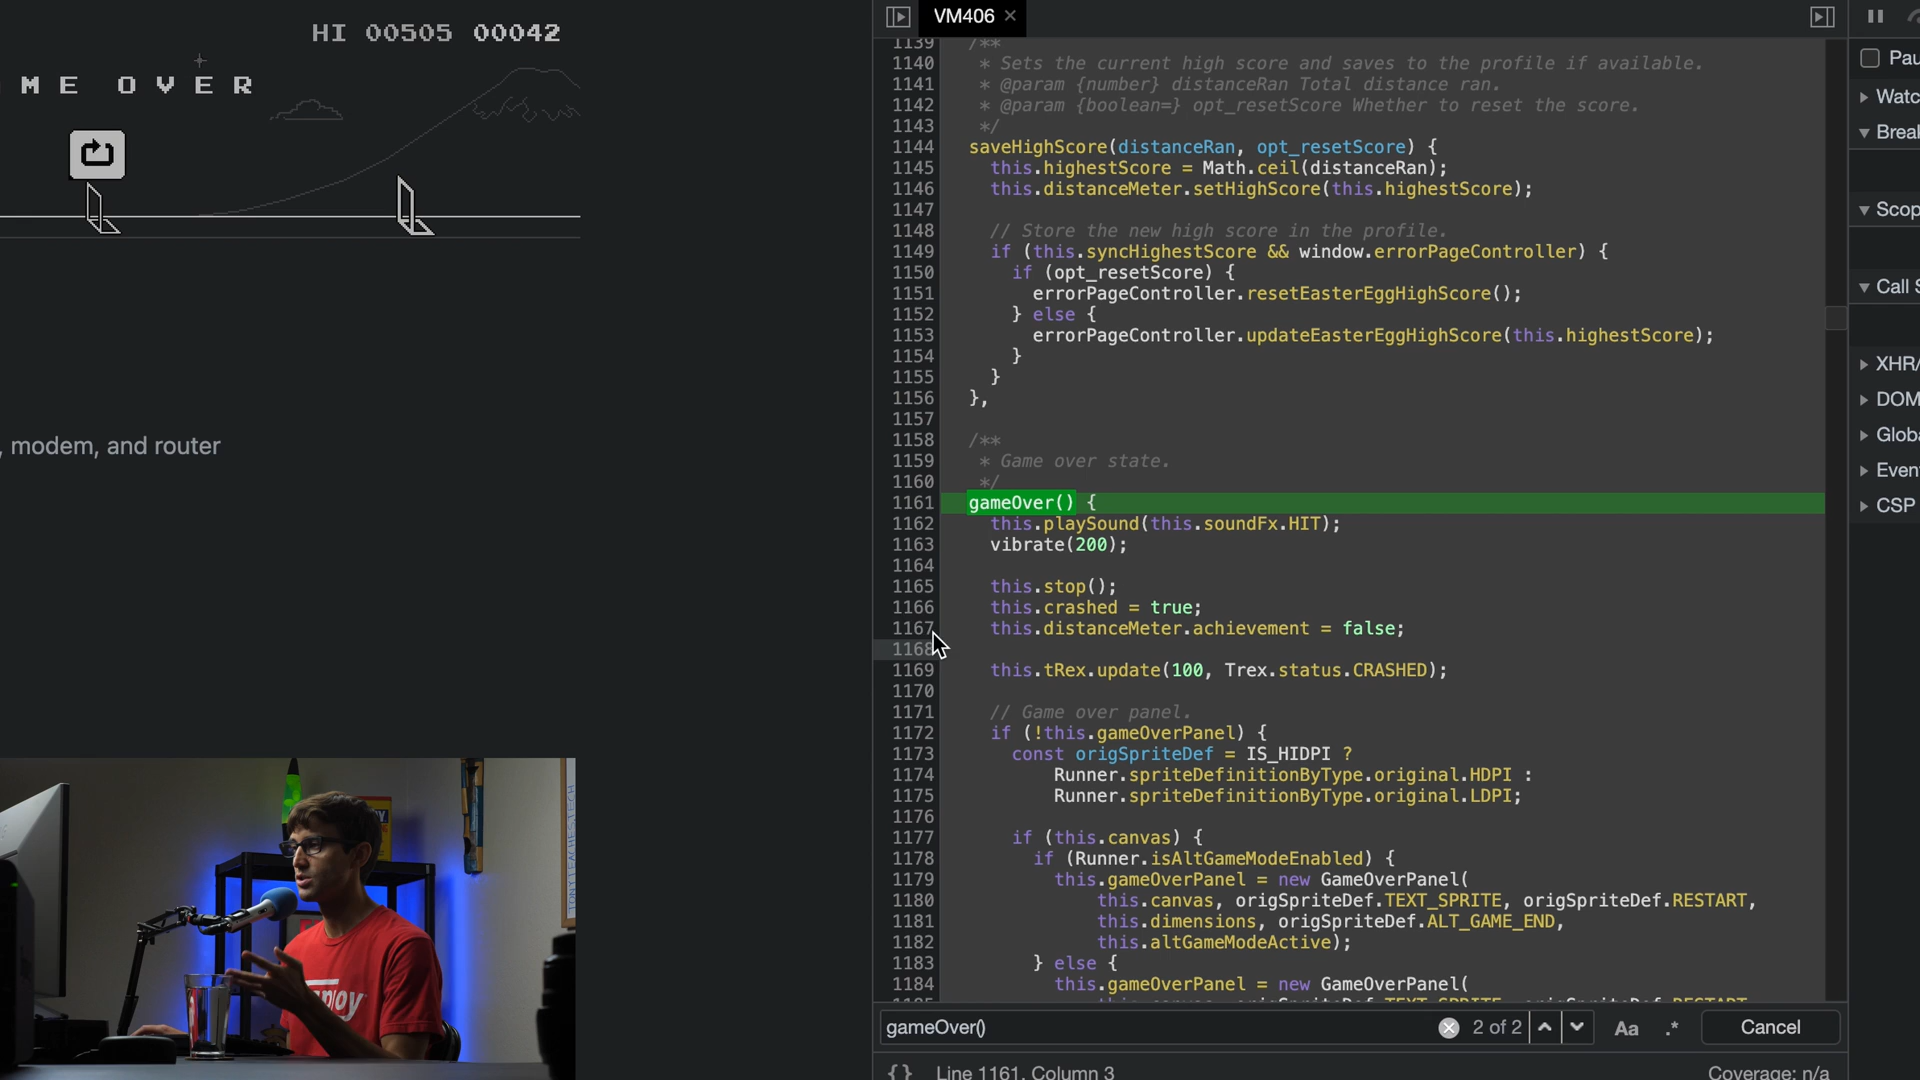 HI 00505 00042
ME OVER
, modem, and router
VM406 ×
1139 /**
1140 * Sets the current high score and saves to the profile if available.
1141 * @param {number} distanceRan Total distance ran.
1142 * @param {boolean=} opt_resetScore Whether to reset the score.
1143 */
1144 saveHighScore(distanceRan, opt_resetScore) {
1145 this.highestScore = Math.ceil(distanceRan);
1146 this.distanceMeter.setHighScore(this.highestScore);
1147
1148 // Store the new high score in the profile.
1149 if (this.syncHighestScore && window.errorPageController) {
1150 if (opt_resetScore) {
1151 errorPageController.resetEasterEggHighScore();
1152 } else {
1153 errorPageController.updateEasterEggHighScore(this.highestScore);
1154 }
1155 }
1156 },
1157
1158 /**
1159 * Game over state.
1160 */
1161 gameOver() {
1162 this.playSound(this.soundFx.HIT);
1163 vibrate(200);
1164
1165 this.stop();
1166 this.crashed = true;
1167 this.distanceMeter.achievement = false;
1168
1169 this.tRex.update(100, Trex.status.CRASHED);
1170
1171 // Game over panel.
1172 if (!this.gameOverPanel) {
1173 const origSpriteDef = IS_HIDPI ?
1174 Runner.spriteDefinitionByType.original.HDPI :
1175 Runner.spriteDefinitionByType.original.LDPI;
1176
1177 if (this.canvas) {
1178 if (Runner.isAltGameModeEnabled) {
1179 this.gameOverPanel = new GameOverPanel(
1180 this.canvas, origSpriteDef.TEXT_SPRITE, origSpriteDef.RESTART,
1181 this.dimensions, origSpriteDef.ALT_GAME_END,
1182 this.altGameModeActive);
1183 } else {
1184 this.gameOverPanel = new GameOverPanel(
gameOver() 2 of 2 Aa .* Cancel
{} Line 1161, Column 3 Coverage: n/a
Pau
Watc
Break
Scop
Call S
XHR/
DOM
Globa
Even
CSP
TONYTEACHES.TECH
ploy